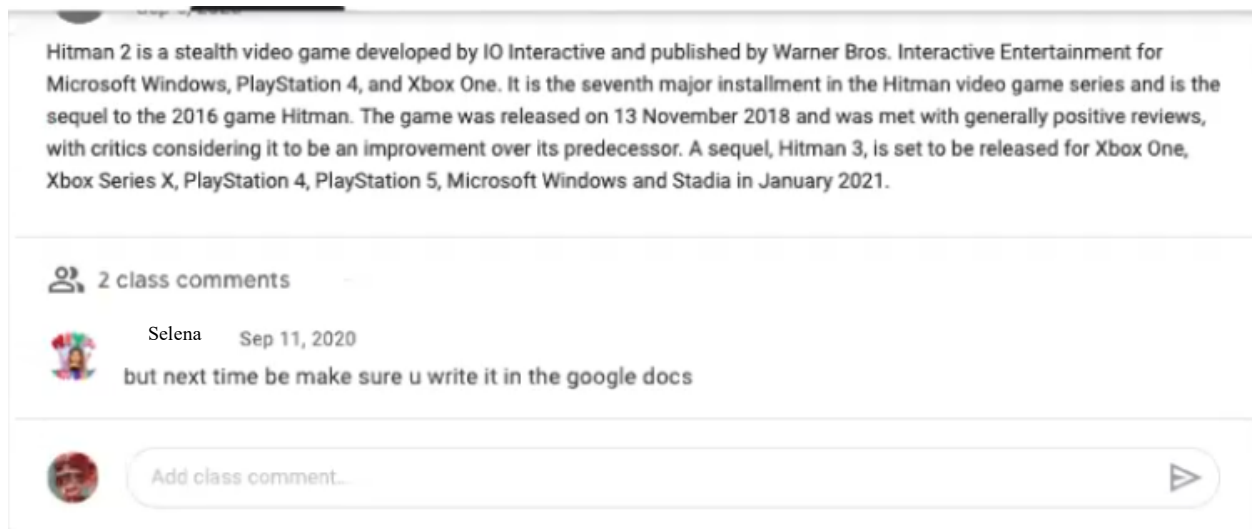 Hitman 2 is a stealth video game developed by IO Interactive and published by Warner Bros. Interactive Entertainment for
Microsoft Windows, PlayStation 4, and Xbox One. It is the seventh major installment in the Hitman video game series and is the
sequel to the 2016 game Hitman. The game was released on 13 November 2018 and was met with generally positive reviews,
with critics considering it to be an improvement over its predecessor. A sequel, Hitman 3, is set to be released for Xbox One,
Xbox Series X, PlayStation 4, PlayStation 5, Microsoft Windows and Stadia in January 2021.
2 class comments
Selena Sep 11, 2020
but next time be make sure u write it in the google docs
Add class comment...